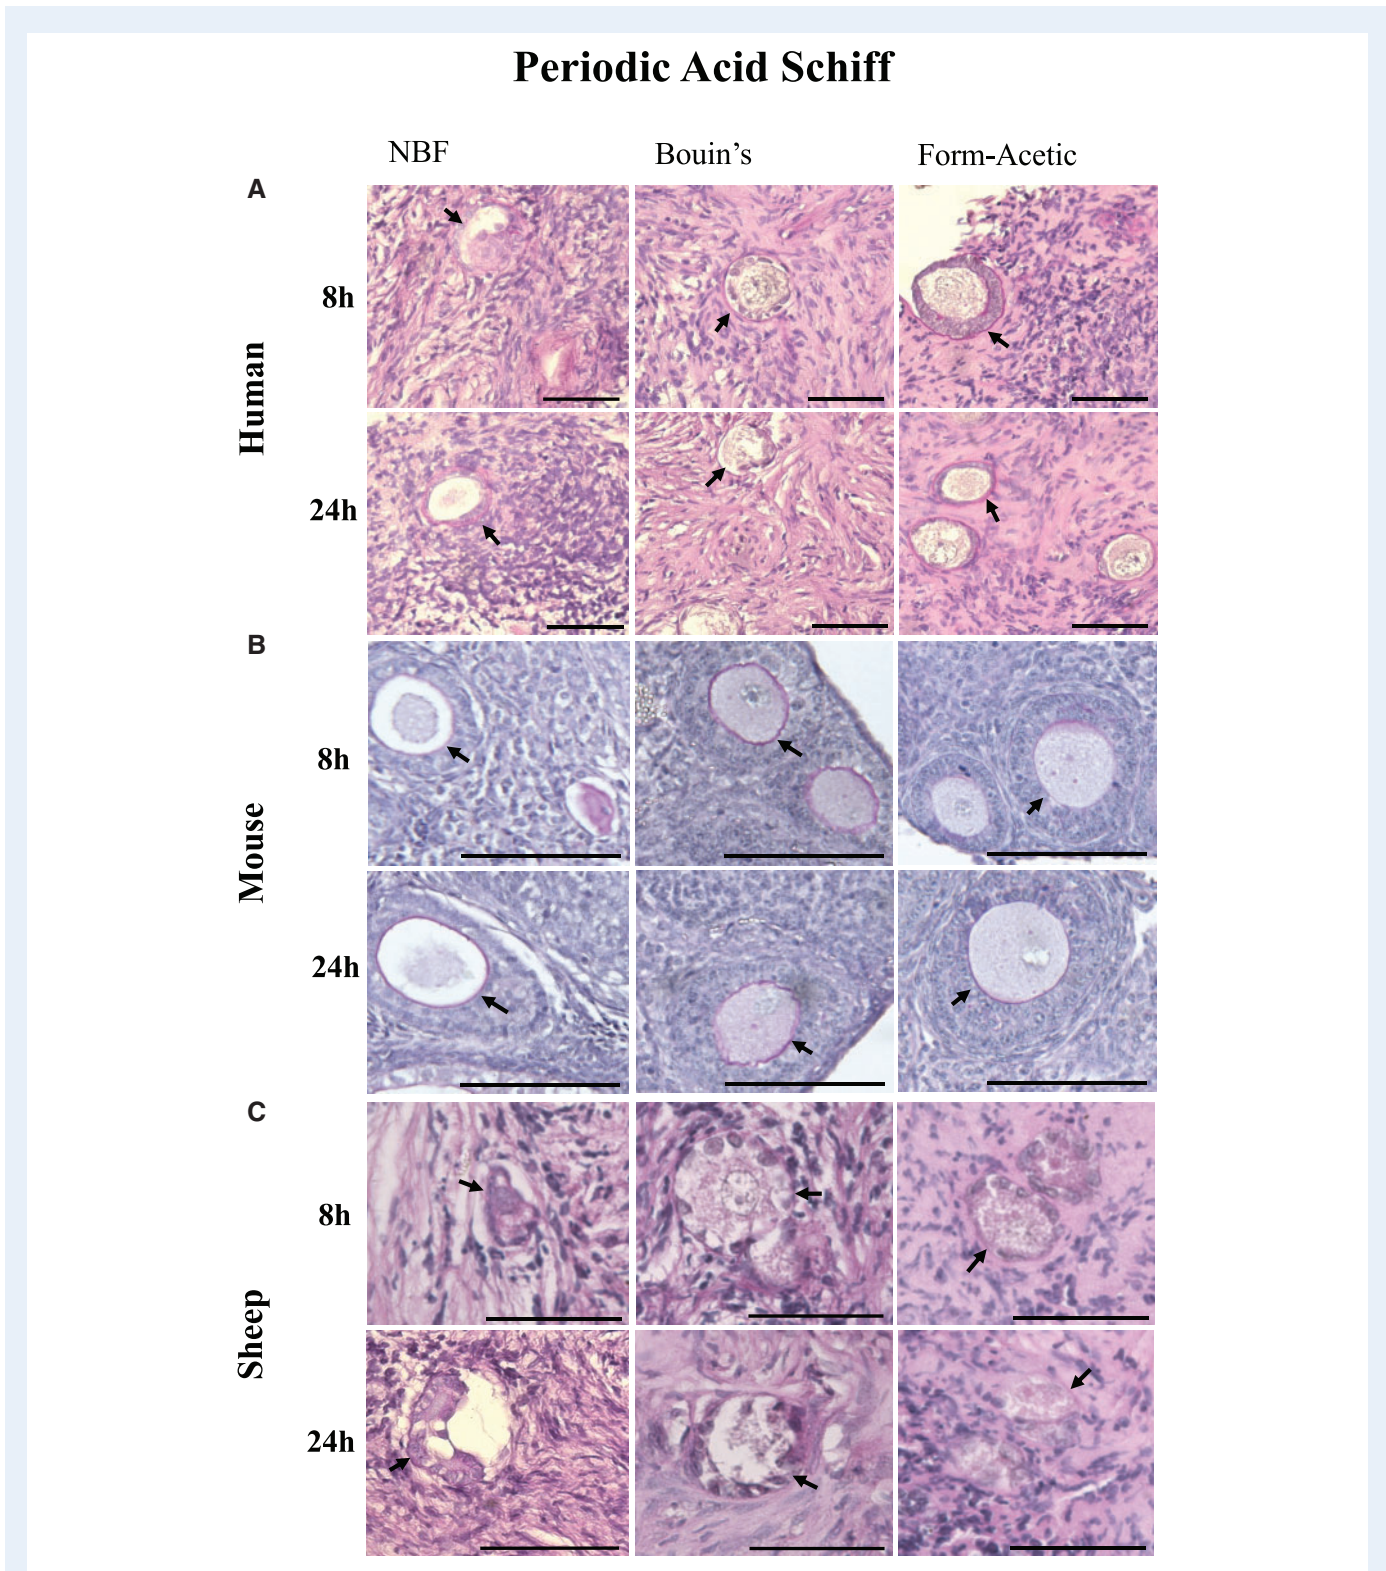 Periodic Acid Schiff
NBF Bouin's Form-Acetic
A
8h
Human
24h
B
8h
Mouse
24h
C
8h
Sheep
24h